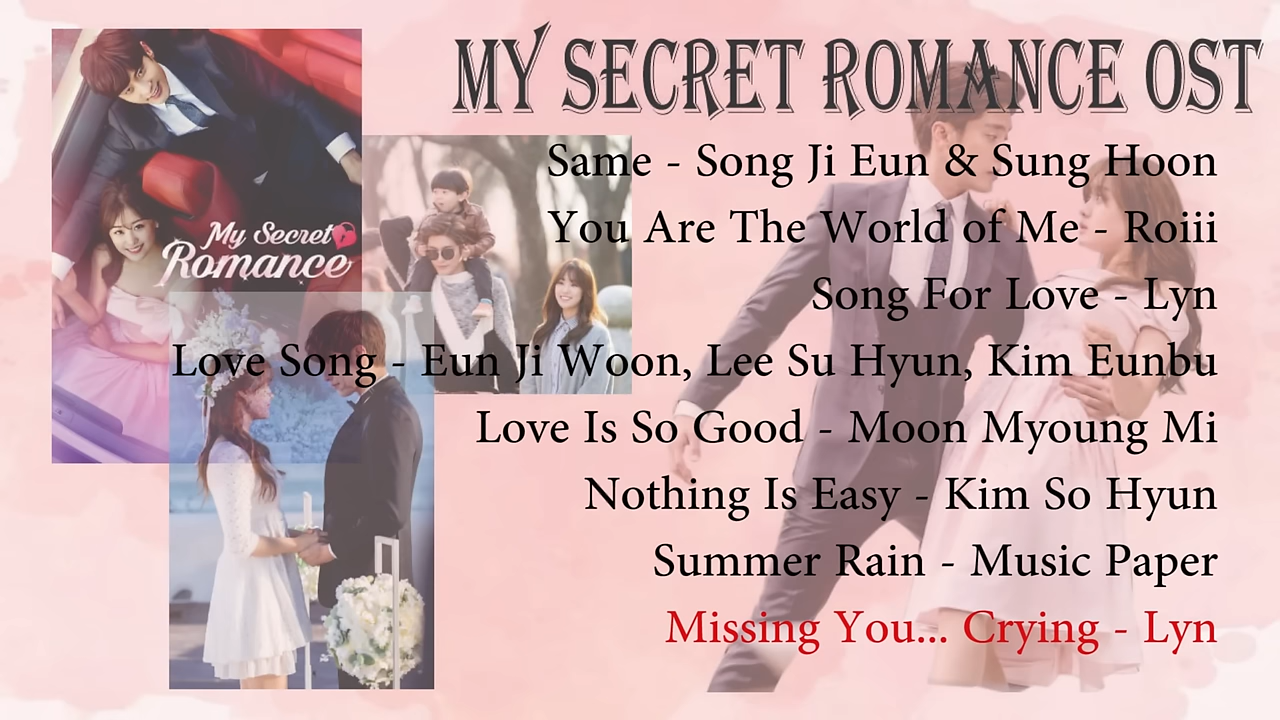 MY SECRET ROMANCE OST
Same - Song Ji Eun & Sung Hoon
You Are The World of Me - Roiii
My Secret
Romance
Song For Love - Lyn
Love Song - Eun Ji Woon, Lee Su Hyun, Kim Eunbu
Love Is So Good - Moon Myoung Mi
Nothing Is Easy - Kim So Hyun
Summer Rain - Music Paper
Missing You... Crying - Lyn